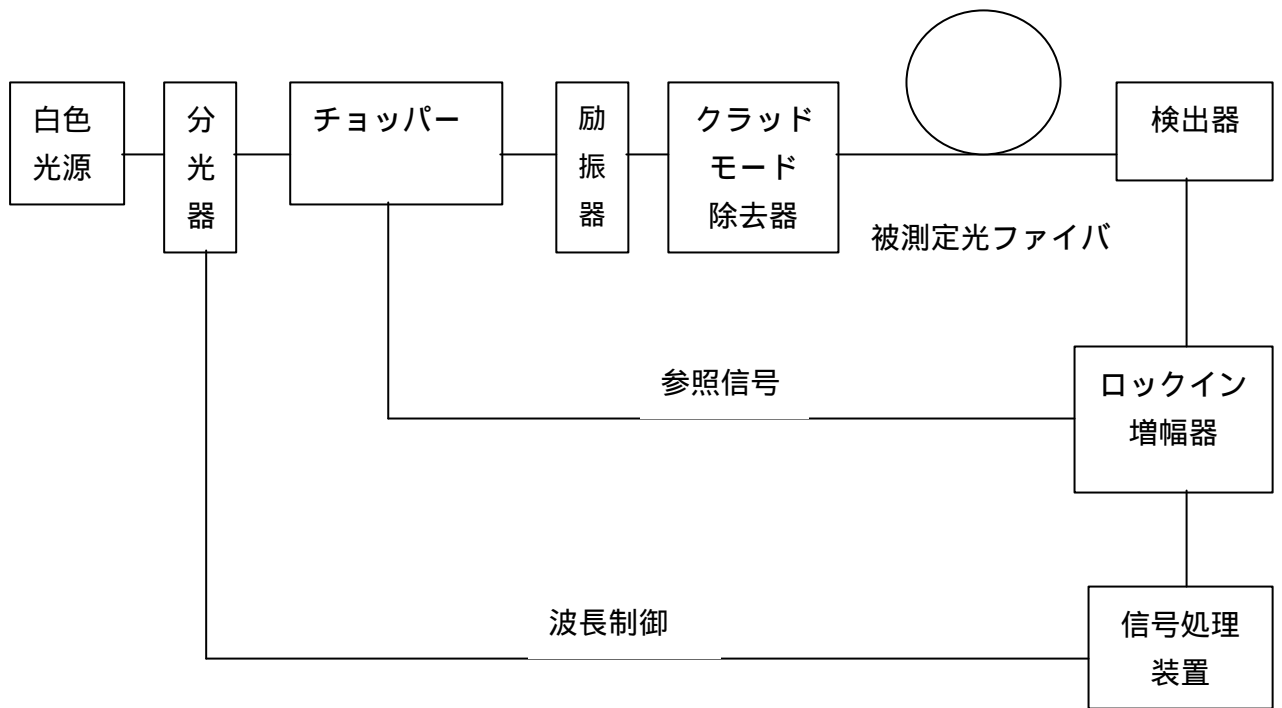 白色
光源
分
光
器
チョッパー
励
振
器
クラッド
モード
除去器
検出器
被測定光ファイバ
参照信号
ロックイン
増幅器
波長制御
信号処理
装置